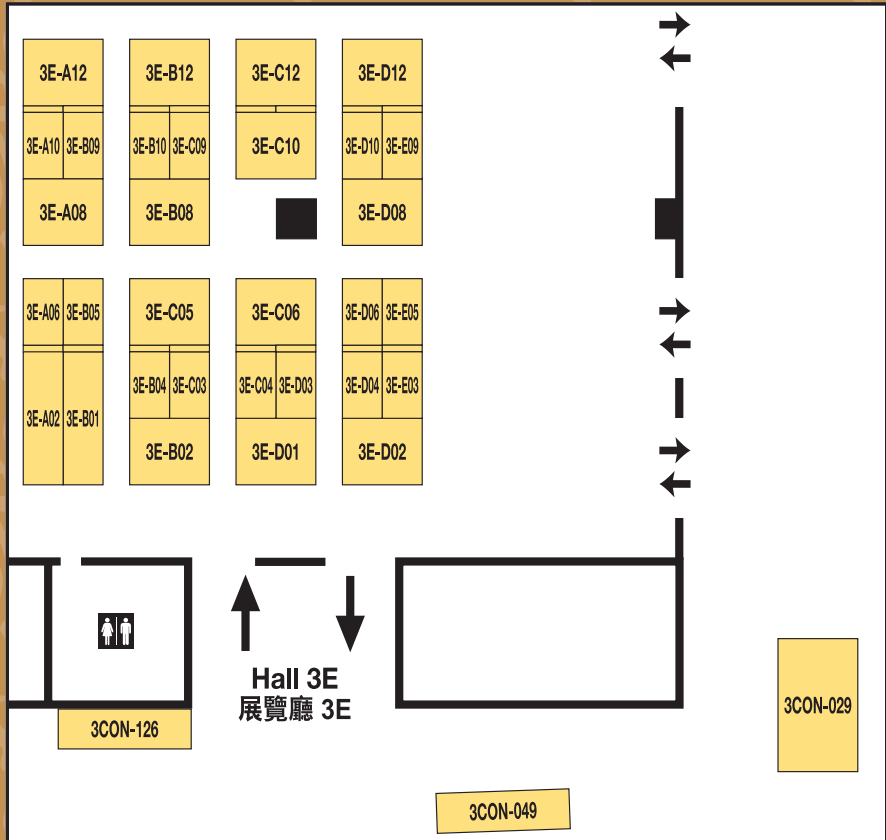 3E-A12
3E-B12
3E-C12
3E-D12
3E-A10
3E-B09
3E-B10
3E-C09
3E-C10
3E-D10
3E-E09
3E-A08
3E-B08
3E-D08
3E-A06
3E-B05
3E-C05
3E-C06
3E-D06
3E-E05
3E-A02
3E-B01
3E-B04
3E-C03
3E-C04
3E-D03
3E-D04
3E-E03
3E-B02
3E-D01
3E-D02
Hall 3E
展覽廳 3E
3CON-126
3CON-029
3CON-049